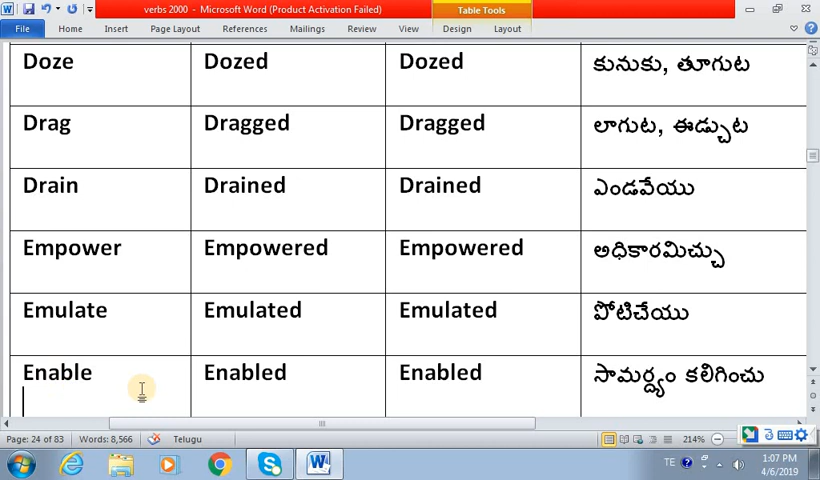 verbs 2000 - Microsoft Word (Product Activation Failed)
Table Tools
File Home Insert Page Layout References Mailings Review View Design Layout
Doze Dozed Dozed కునుకు, తూగుట
Drag Dragged Dragged లాగుట, ఈడ్చుట
Drain Drained Drained ఎండవేయు
Empower Empowered Empowered అధికారమిచ్చు
Emulate Emulated Emulated పోటిచేయు
Enable Enabled Enabled సామర్ద్యం కలిగించు
Page: 24 of 83 Words: 8,566 Telugu 214%
TE 1:07 PM
4/6/2019